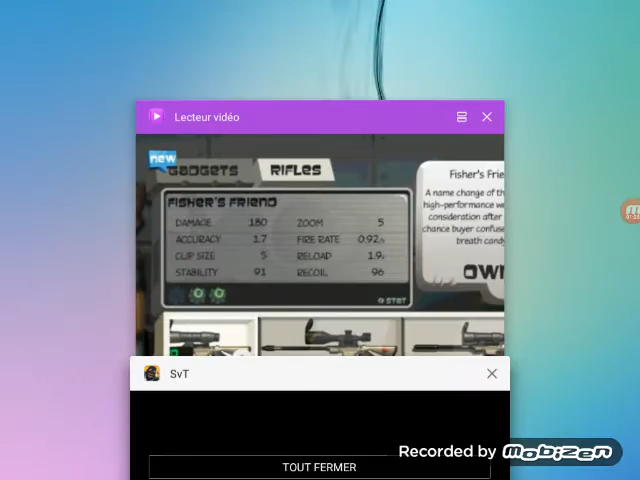 Lecteur vidéo
new
GADGETS RIFLES
FISHER'S FRIEND
DAMAGE 180 ZOOM 5
ACCURACY 1.7 FIRE RATE 0.92s
CLIP SIZE 5 RELOAD 1.9s
STABILITY 91 RECOIL 96
STAT
Fisher's Frie
A name change of th
high-performance we
consideration after
chance buyer confuse
breath candy
OWN
SvT
Recorded by mobizen
TOUT FERMER